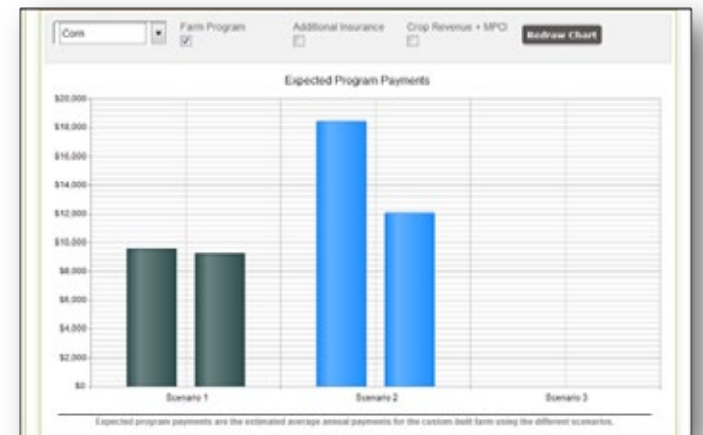 Corn Farm Program Additional Insurance Crop Revenue + MPCI Redraw Chart
Expected Program Payments
$20,000
$18,000
$16,000
$14,000
$12,000
$10,000
$8,000
$6,000
$4,000
$2,000
$0
Scenario 1 Scenario 2 Scenario 3
Expected program payments are the estimated average annual payments for the custom built farm using the different scenarios.